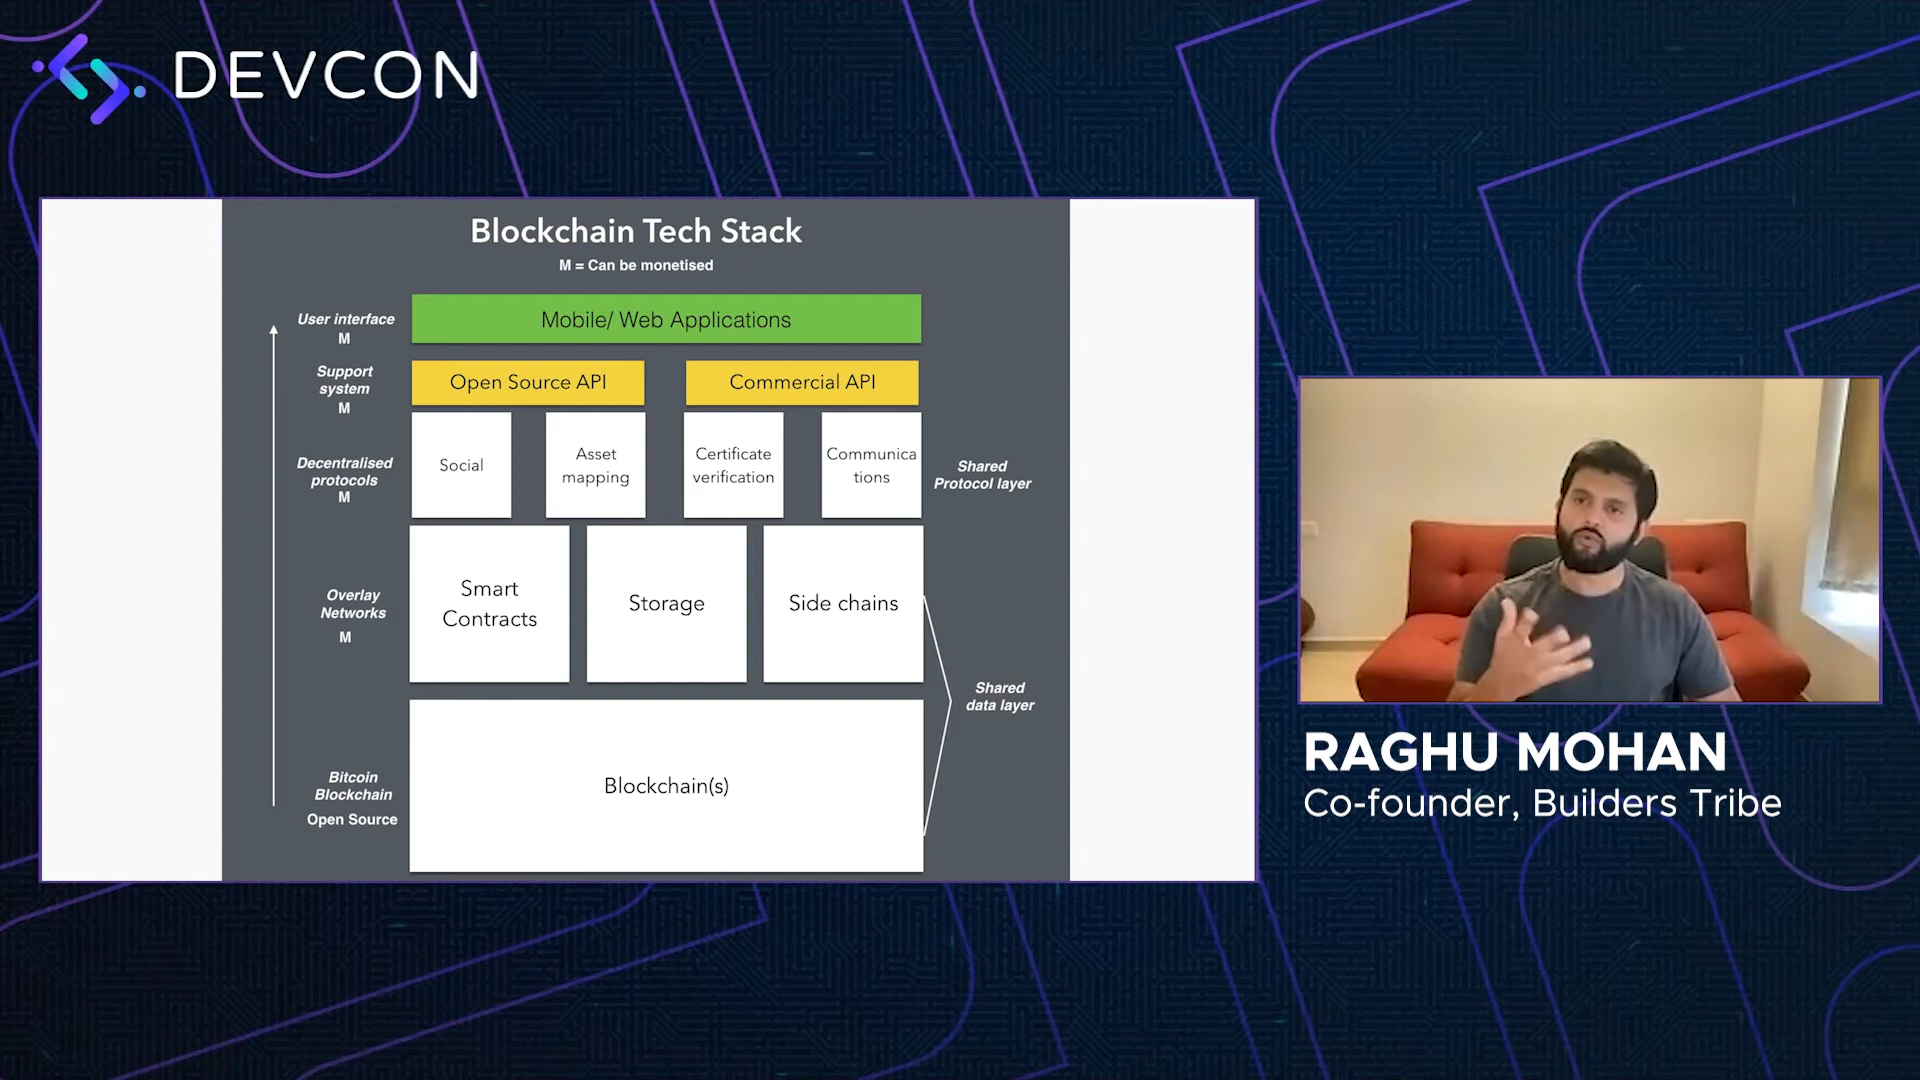 DEVCON
Blockchain Tech Stack
M = Can be monetised
User interface
M
Mobile/ Web Applications
Support
system
M
Open Source API
Commercial API
Decentralised
protocols
M
Social
Asset
mapping
Certificate
verification
Communica
tions
Shared
Protocol layer
Overlay
Networks
M
Smart
Contracts
Storage
Side chains
Shared
data layer
Bitcoin
Blockchain
Open Source
Blockchain(s)
RAGHU MOHAN
Co-founder, Builders Tribe